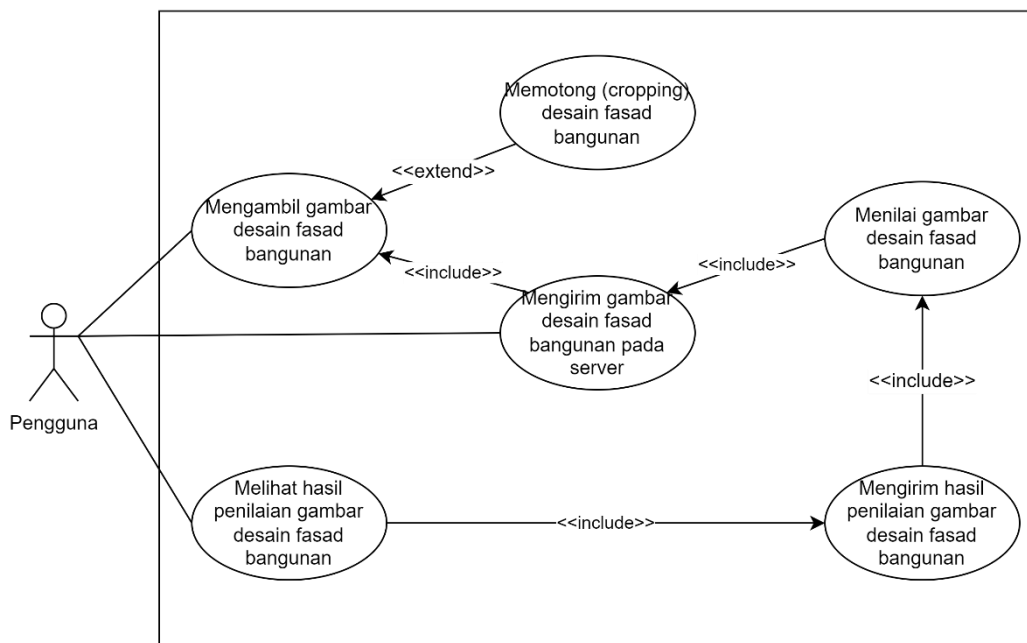 Memotong (cropping)
desain fasad
bangunan
<<extend>>
Mengambil gambar
desain fasad
bangunan
Menilai gambar
desain fasad
bangunan
<<include>>
<<include>>
Mengirim gambar
desain fasad
bangunan pada
server
Pengguna
<<include>>
Melihat hasil
penilaian gambar
desain fasad
bangunan
<<include>>
Mengirim hasil
penilaian gambar
desain fasad
bangunan